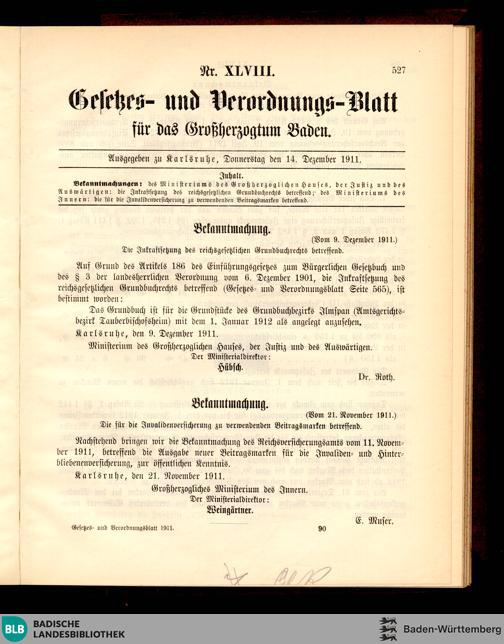 Nr. XLVIII.
527
Gesetzes- und Verordnungs-Blatt
für das Großherzogtum Baden.
Ausgegeben zu Karlsruhe, Donnerstag den 14. Dezember 1911.
Inhalt.
Bekanntmachungen: des Ministeriums des Großherzoglichen Hauses, der Justiz und des
Auswärtigen: die Inkraftsetzung des reichsgesetzlichen Grundbuchrechts betreffend; des Ministeriums des
Innern: die für die Invalidenversicherung zu verwendenden Beitragsmarken betreffend.
Bekanntmachung.
(Vom 9. Dezember 1911.)
Die Inkraftsetzung des reichsgesetzlichen Grundbuchrechts betreffend.
Auf Grund des Artikels 186 des Einführungsgesetzes zum Bürgerlichen Gesetzbuch und
des § 3 der landesherrlichen Verordnung vom 6. Dezember 1901, die Inkraftsetzung des
reichsgesetzlichen Grundbuchrechts betreffend (Gesetzes- und Verordnungsblatt Seite 565), ist
bestimmt worden:
Das Grundbuch ist für die Grundstücke des Grundbuchbezirks Ilmspan (Amtsgerichts-
bezirk Tauberbischofsheim) mit dem 1. Januar 1912 als angelegt anzusehen.
Karlsruhe, den 9. Dezember 1911.
Ministerium des Großherzoglichen Hauses, der Justiz und des Auswärtigen.
Der Ministerialdirektor:
Hübsch.
Dr. Roth.
Bekanntmachung.
(Vom 21. November 1911.)
Die für die Invalidenversicherung zu verwendenden Beitragsmarken betreffend.
Nachstehend bringen wir die Bekanntmachung des Reichsversicherungsamts vom 11. Novem-
ber 1911, betreffend die Ausgabe neuer Beitragsmarken für die Invaliden- und Hinter-
bliebenenversicherung, zur öffentlichen Kenntnis.
Karlsruhe, den 21. November 1911.
Großherzogliches Ministerium des Innern.
Der Ministerialdirektor:
Weingärtner.
E. Muser.
Gesetzes- und Verordnungsblatt 1911.
90
BLB
BADISCHE
LANDESBIBLIOTHEK
Baden-Württemberg